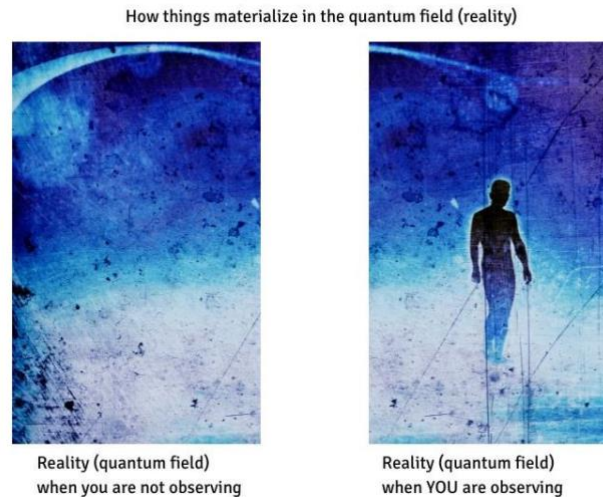 How things materialize in the quantum field (reality)
Reality (quantum field)
when you are not observing
Reality (quantum field)
when YOU are observing